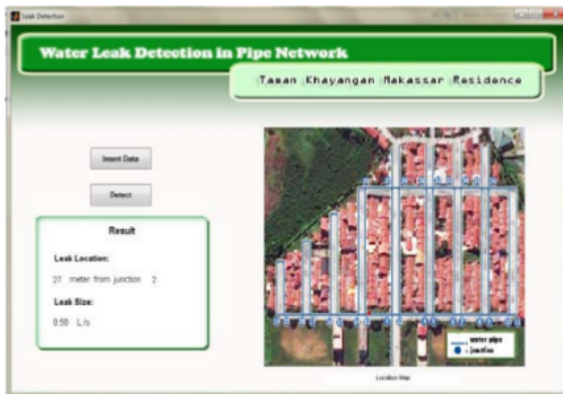 Leak Detection
Water Leak Detection in Pipe Network
Taman Khayangan Makassar Residence
Insert Data
Detect
Result
Leak Location:
27 meter from junction 2
Leak Size:
0.50 L/s
water pipe
= junction
Location Map